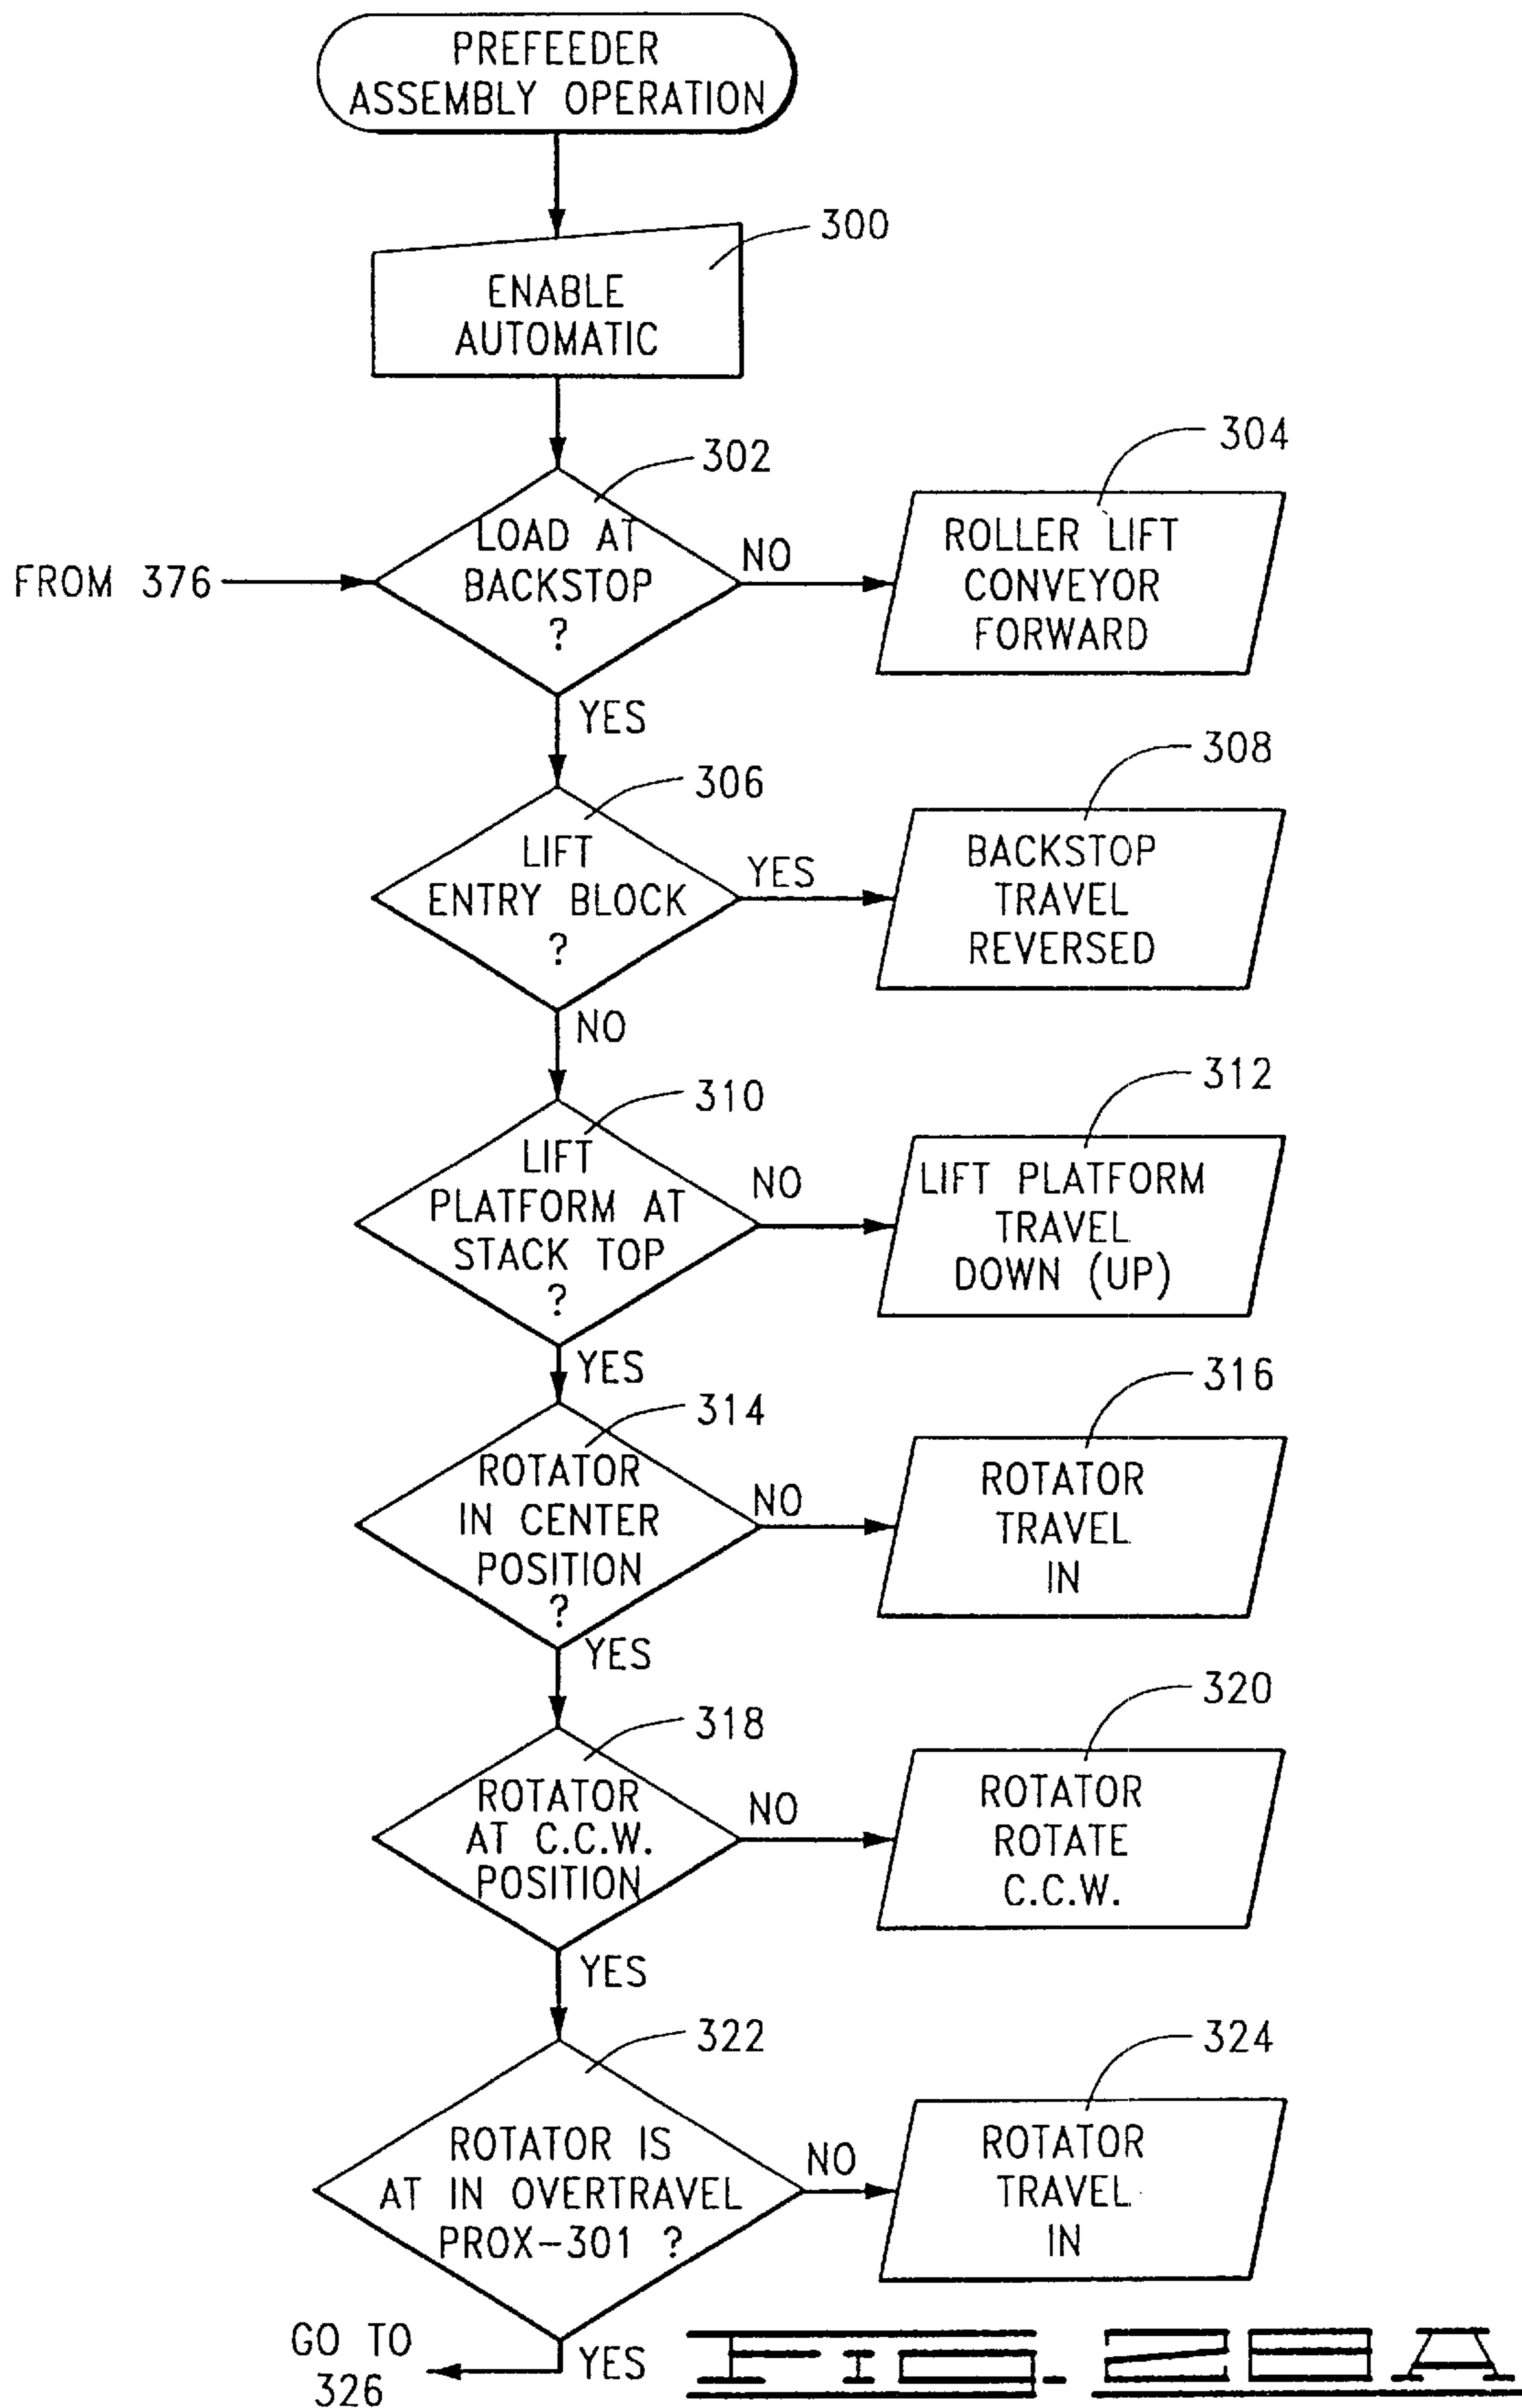 PREFEEDER
ASSEMBLY OPERATION
300
ENABLE
AUTOMATIC
302
304
LOAD AT
BACKSTOP
?
NO
ROLLER LIFT
CONVEYOR
FORWARD
FROM 376
YES
306
308
LIFT
ENTRY BLOCK
?
YES
BACKSTOP
TRAVEL
REVERSED
NO
310
312
LIFT
PLATFORM AT
STACK TOP
?
NO
LIFT PLATFORM
TRAVEL
DOWN (UP)
YES
314
316
ROTATOR
IN CENTER
POSITION
?
NO
ROTATOR
TRAVEL
IN
YES
318
320
ROTATOR
AT C.C.W.
POSITION
NO
ROTATOR
ROTATE
C.C.W.
YES
322
324
ROTATOR IS
AT IN OVERTRAVEL
PROX-301 ?
NO
ROTATOR
TRAVEL
IN
YES
GO TO
326